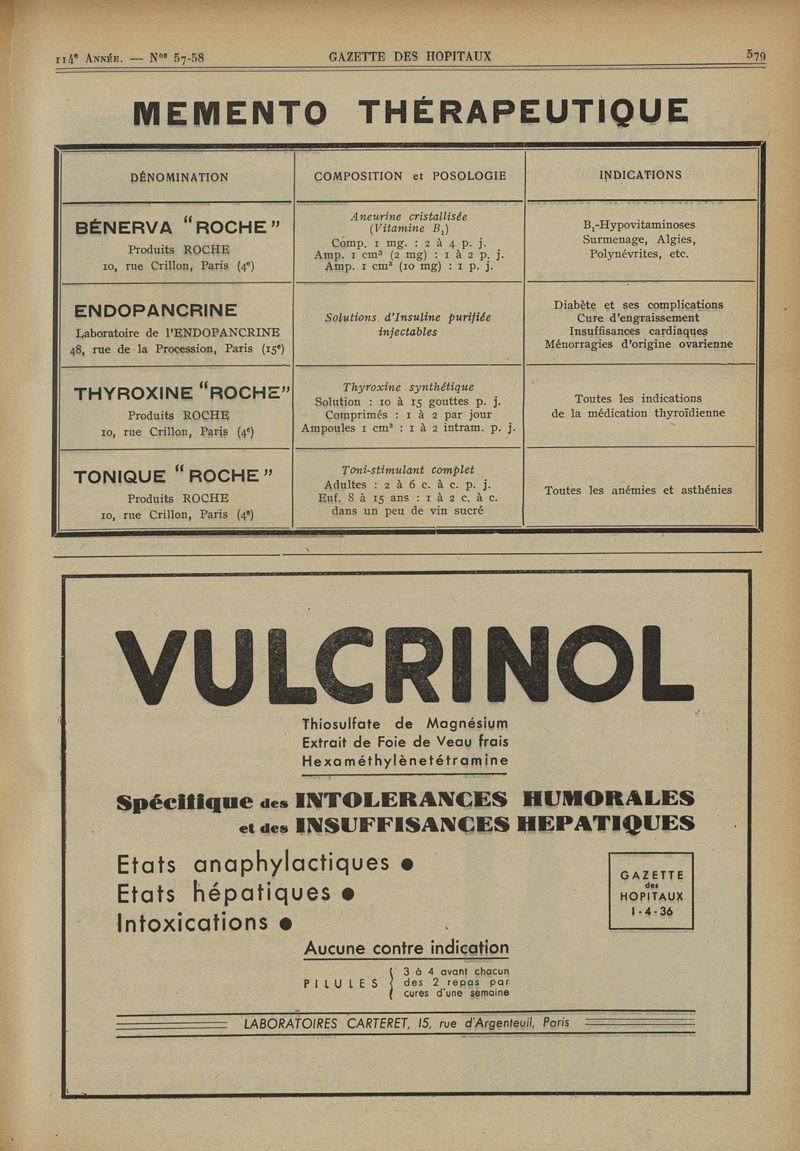 114e ANNÉE. — Nos 57-58
GAZETTE DES HOPITAUX
579
MEMENTO THÉRAPEUTIQUE
DÉNOMINATION
COMPOSITION et POSOLOGIE
INDICATIONS
BÉNERVA “ROCHE”
Produits ROCHE
10, rue Crillon, Paris (4e)
Aneurine cristallisée
(Vitamine B1)
Comp. 1 mg. : 2 à 4 p. j.
Amp. 1 cm3 (2 mg) : 1 à 2 p. j.
Amp. 1 cm3 (10 mg) : 1 p. j.
B1-Hypovitaminoses
Surmenage, Algies,
Polynévrites, etc.
ENDOPANCRINE
Laboratoire de l'ENDOPANCRINE
48, rue de la Procession, Paris (15e)
Solutions d'Insuline purifiée
injectables
Diabète et ses complications
Cure d'engraissement
Insuffisances cardiaques
Ménorragies d'origine ovarienne
THYROXINE “ROCHE”
Produits ROCHE
10, rue Crillon, Paris (4e)
Thyroxine synthétique
Solution : 10 à 15 gouttes p. j.
Comprimés : 1 à 2 par jour
Ampoules 1 cm3 : 1 à 2 intram. p. j.
Toutes les indications
de la médication thyroïdienne
TONIQUE “ROCHE”
Produits ROCHE
10, rue Crillon, Paris (4e)
Toni-stimulant complet
Adultes : 2 à 6 c. à c. p. j.
Enf. 8 à 15 ans : 1 à 2 c. à c.
dans un peu de vin sucré
Toutes les anémies et asthénies
VULCRINOL
Thiosulfate de Magnésium
Extrait de Foie de Veau frais
Hexaméthylènetétramine
Spécifique des INTOLERANCES HUMORALES
et des INSUFFISANCES HEPATIQUES
Etats anaphylactiques ●
Etats hépatiques ●
Intoxications ●
GAZETTE
des
HOPITAUX
1-4-36
Aucune contre indication
PILULES
3 à 4 avant chacun
des 2 repas par
cures d'une semaine
LABORATOIRES CARTERET, 15, rue d'Argenteuil, Paris